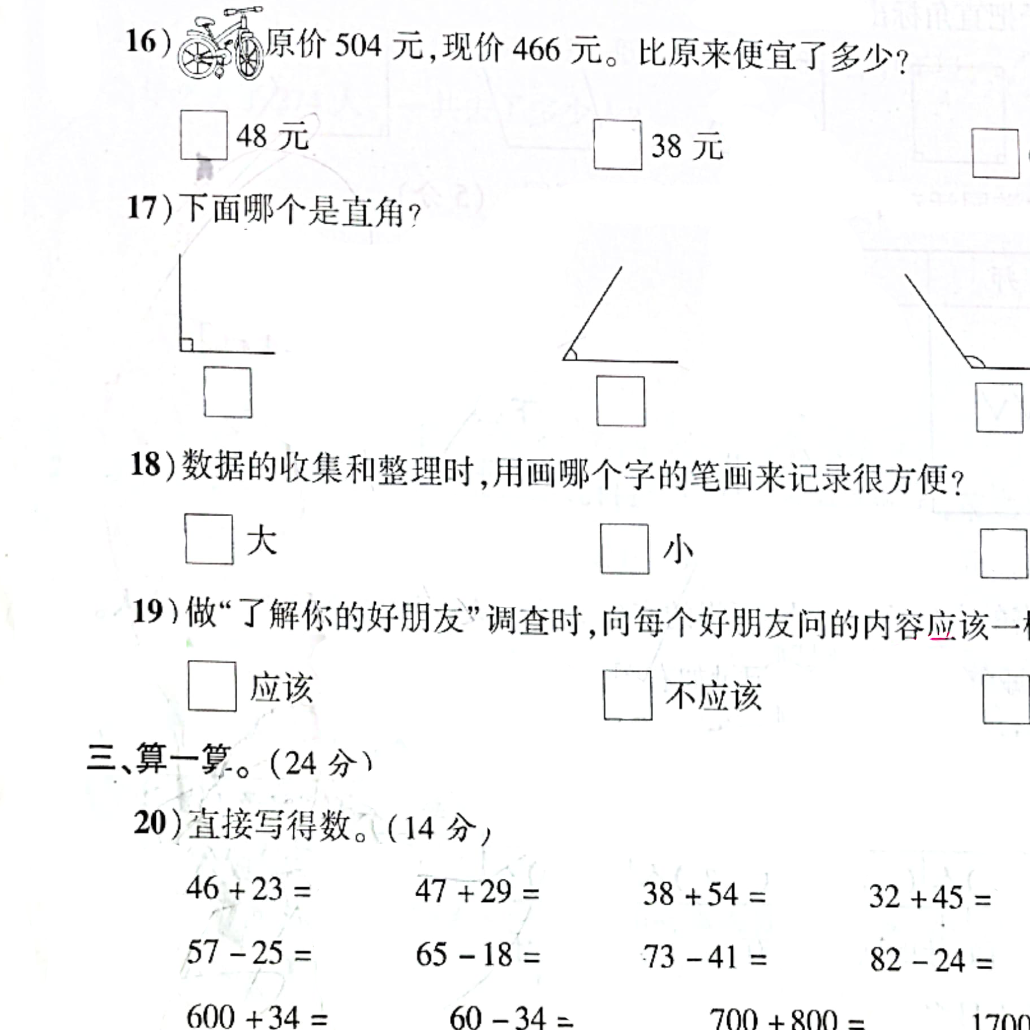 16) 原价 504 元,现价 466 元。比原来便宜了多少?
48 元 38 元
17)下面哪个是直角?
18)数据的收集和整理时,用画哪个字的笔画来记录很方便?
大 小
19)做“了解你的好朋友”调查时,向每个好朋友问的内容应该一
应该 不应该
三、算一算。(24 分)
20)直接写得数。(14 分)
46 + 23 = 47 + 29 = 38 + 54 = 32 + 45 =
57 - 25 = 65 - 18 = 73 - 41 = 82 - 24 =
600 + 34 = 60 - 34 = 700 + 800 = 1700